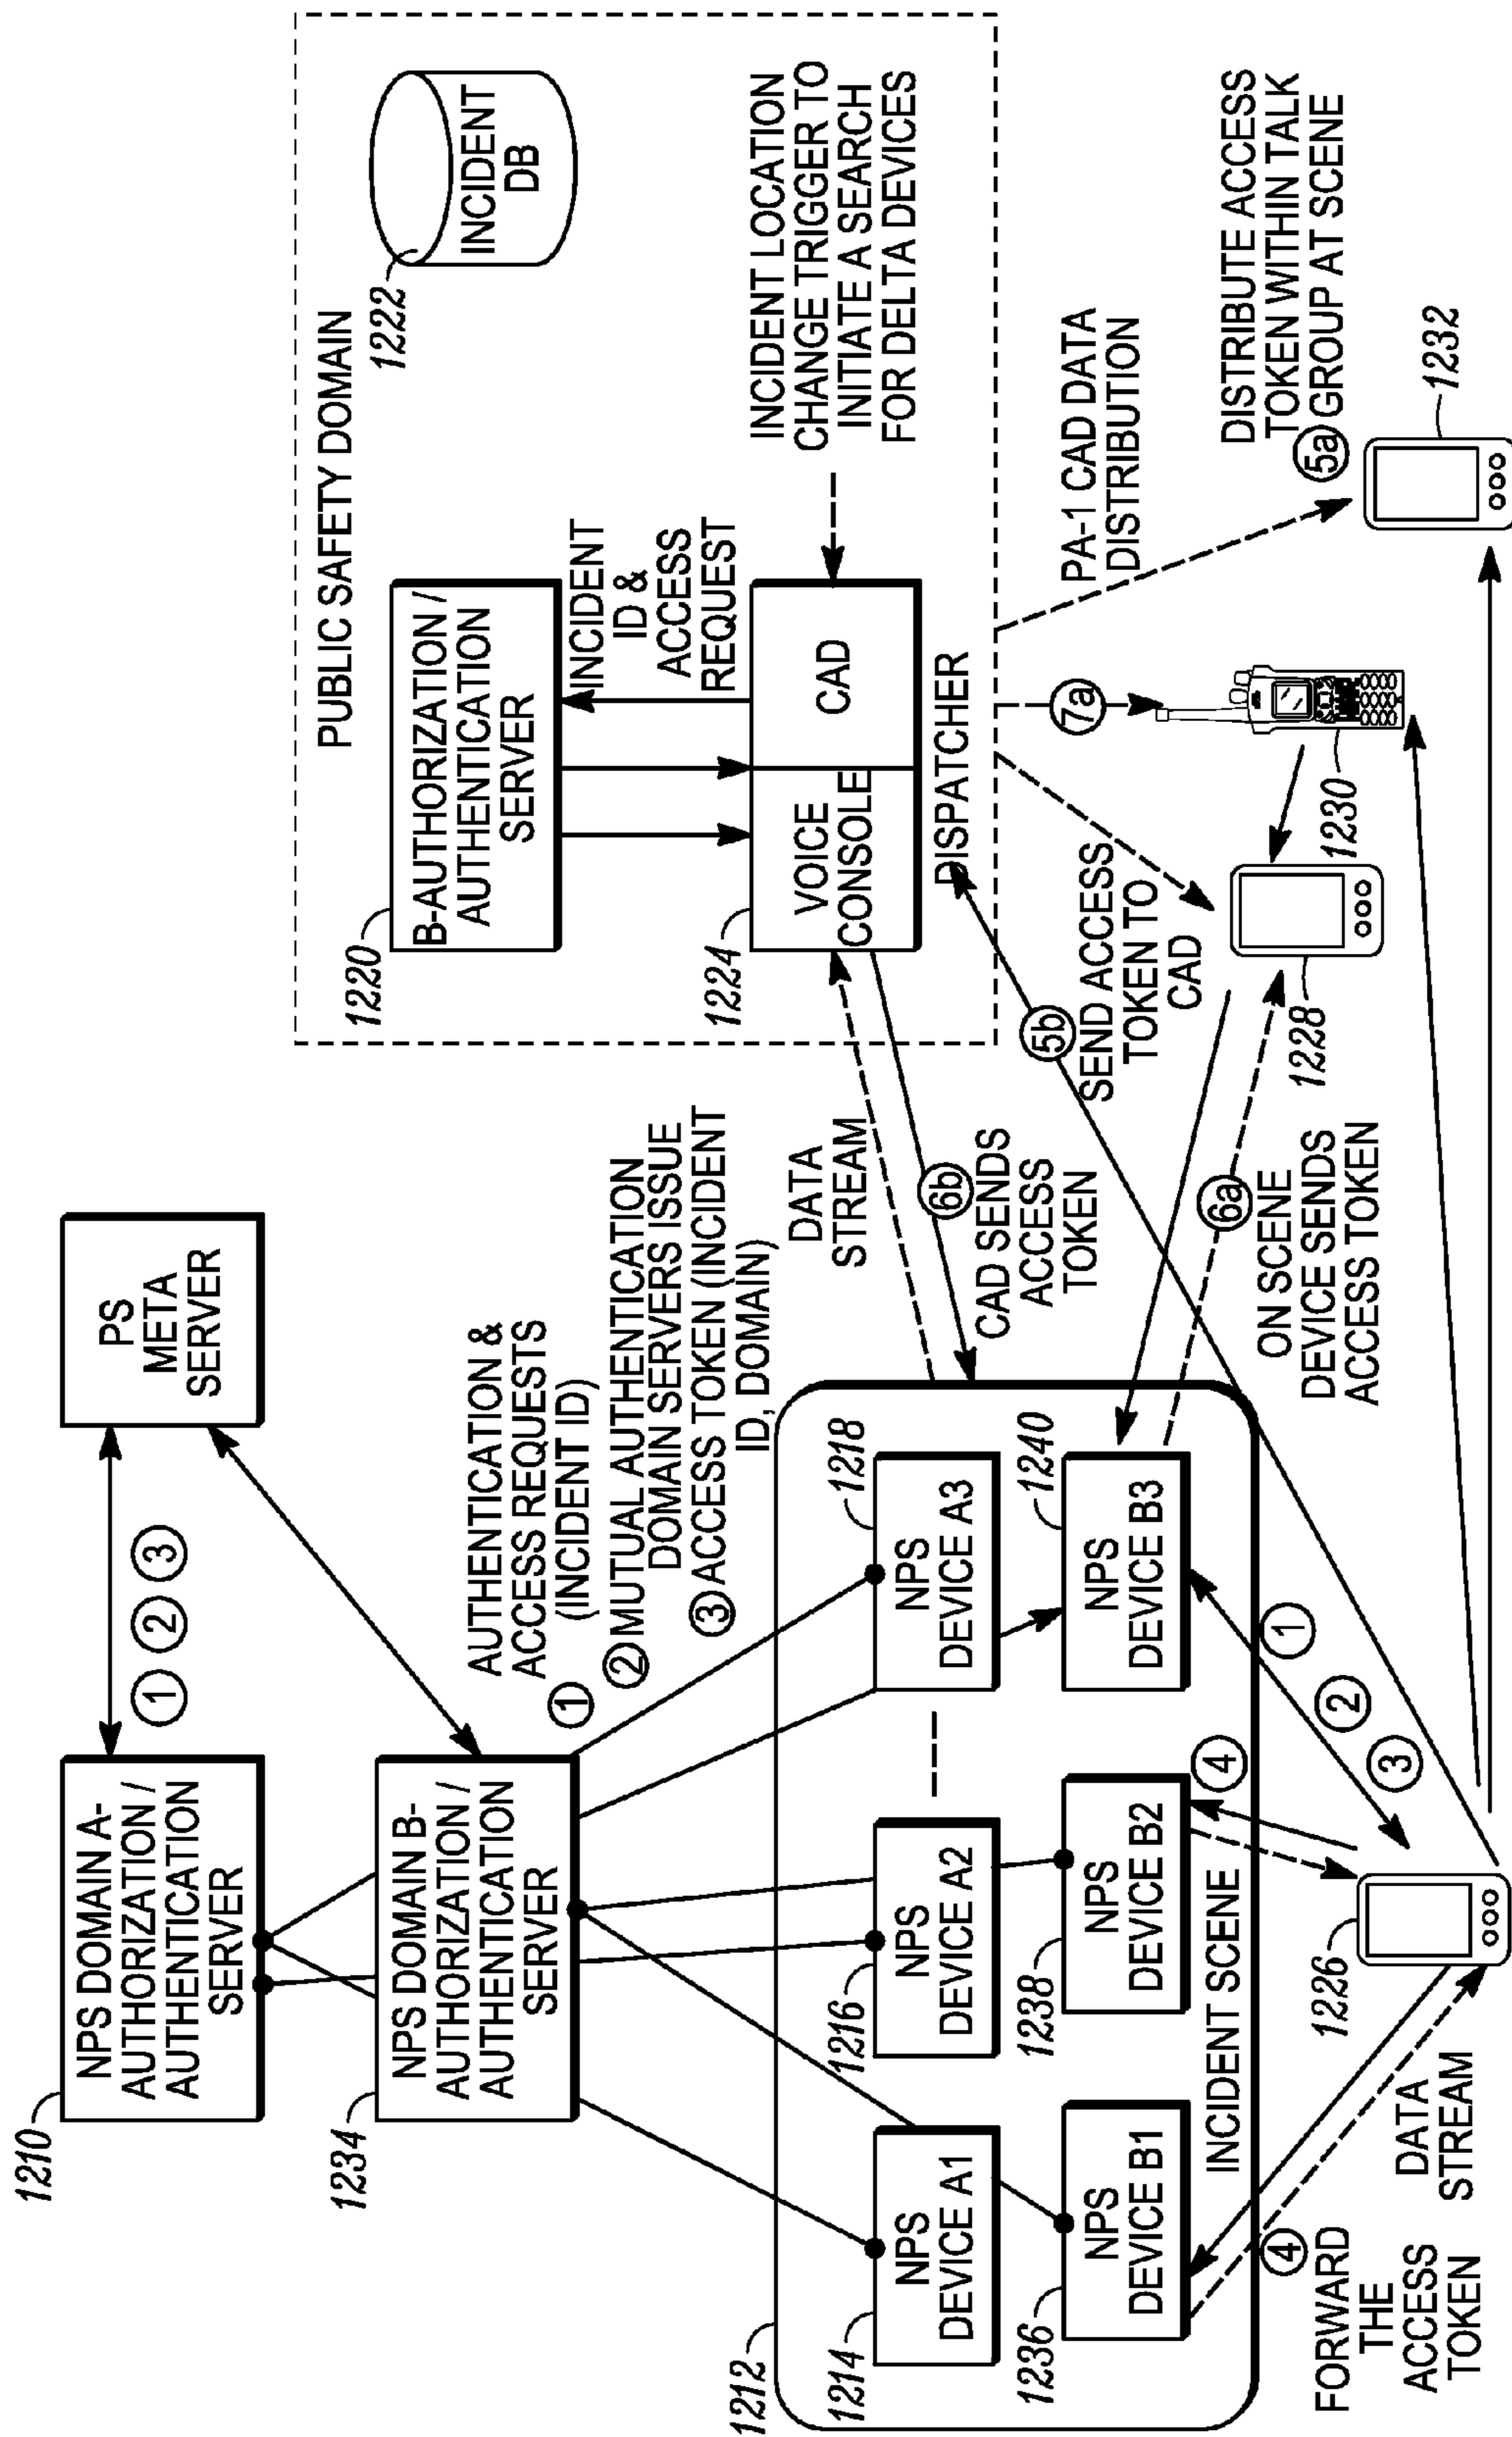 1210
NPS DOMAIN A-
AUTHORIZATION /
AUTHENTICATION
SERVER
1
2
3
PS
META
SERVER
1234
NPS DOMAIN B-
AUTHORIZATION /
AUTHENTICATION
SERVER
AUTHENTICATION &
ACCESS REQUESTS
(INCIDENT ID)
1
2 MUTUAL AUTHENTICATION
DOMAIN SERVERS ISSUE
3 ACCESS TOKEN (INCIDENT
ID, DOMAIN)
PUBLIC SAFETY DOMAIN
1220
B-AUTHORIZATION /
AUTHENTICATION
SERVER
1222
INCIDENT
DB
INCIDENT
ID &
ACCESS
REQUEST
1224
VOICE
CONSOLE
CAD
DISPATCHER
INCIDENT LOCATION
CHANGE TRIGGER TO
INITIATE A SEARCH
FOR DELTA DEVICES
DATA
STREAM
6b
CAD SENDS
ACCESS
TOKEN
1212
1214
NPS
DEVICE A1
1216
NPS
DEVICE A2
1218
NPS
DEVICE A3
1236
NPS
DEVICE B1
1238
NPS
DEVICE B2
1240
NPS
DEVICE B3
INCIDENT SCENE
5b
SEND ACCESS
TOKEN TO
CAD
7a
PA-1 CAD DATA
DISTRIBUTION
DISTRIBUTE ACCESS
TOKEN WITHIN TALK
5a GROUP AT SCENE
6a
ON SCENE
DEVICE SENDS
ACCESS TOKEN
1228
1230
1232
4
FORWARD
THE
ACCESS
TOKEN
DATA
STREAM
1226
4
1
2
3